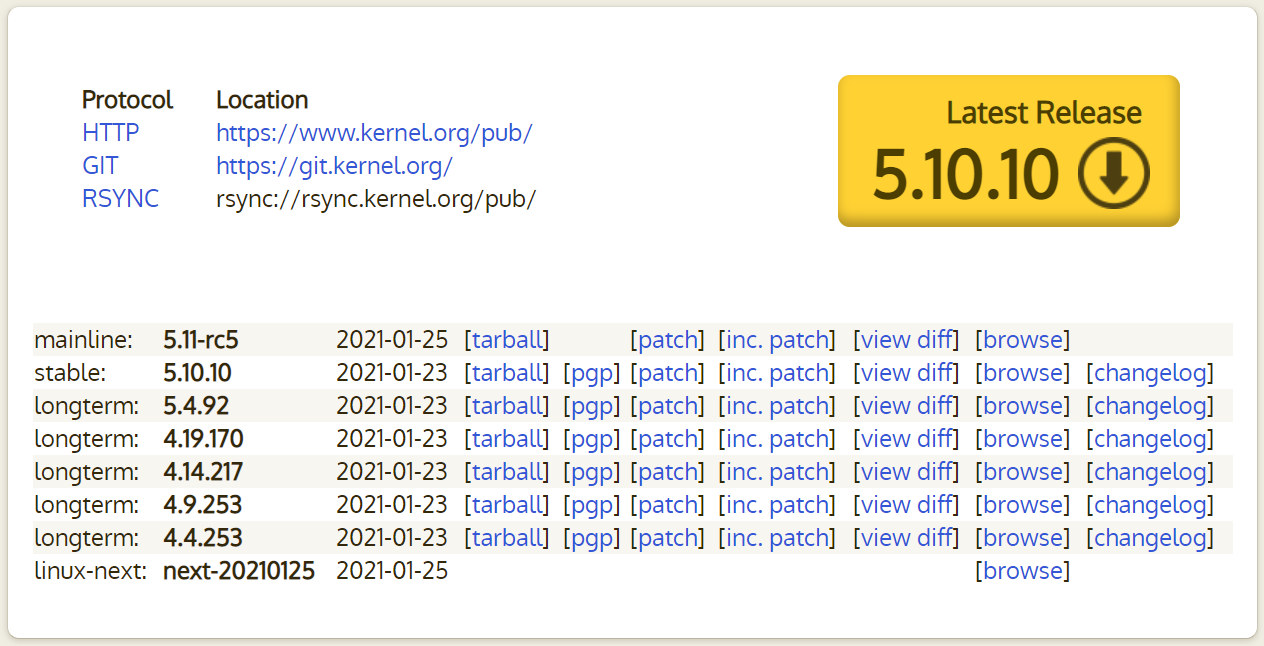 Protocol Location
HTTP https://www.kernel.org/pub/
GIT https://git.kernel.org/
RSYNC rsync://rsync.kernel.org/pub/
Latest Release
5.10.10
mainline: 5.11-rc5 2021-01-25 [tarball] [patch] [inc. patch] [view diff] [browse]
stable: 5.10.10 2021-01-23 [tarball] [pgp] [patch] [inc. patch] [view diff] [browse] [changelog]
longterm: 5.4.92 2021-01-23 [tarball] [pgp] [patch] [inc. patch] [view diff] [browse] [changelog]
longterm: 4.19.170 2021-01-23 [tarball] [pgp] [patch] [inc. patch] [view diff] [browse] [changelog]
longterm: 4.14.217 2021-01-23 [tarball] [pgp] [patch] [inc. patch] [view diff] [browse] [changelog]
longterm: 4.9.253 2021-01-23 [tarball] [pgp] [patch] [inc. patch] [view diff] [browse] [changelog]
longterm: 4.4.253 2021-01-23 [tarball] [pgp] [patch] [inc. patch] [view diff] [browse] [changelog]
linux-next: next-20210125 2021-01-25 [browse]